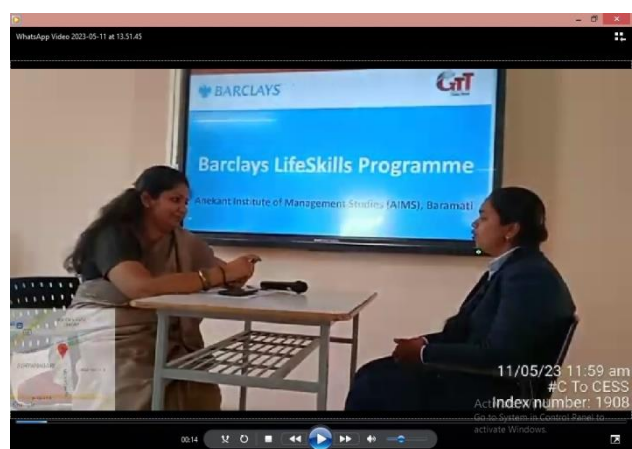 WhatsApp Video 2023-05-11 at 13.51.45
BARCLAYS
GTT
Barclays LifeSkills Programme
Anekant Institute of Management Studies (AIMS), Baramati
11/05/23 11:59 am
#C To CESS
Index number: 1908
Go to System in Control Panel to
activate Windows.
00:14